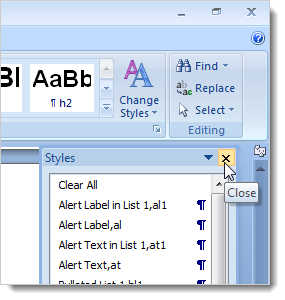 Bl AaBb
¶ h2
Change
Styles
Find
Replace
Select
Editing
Styles
Close
Clear All
Alert Label in List 1,al1 ¶
Alert Label,al ¶
Alert Text in List 1,at1 ¶
Alert Text,at ¶
Bulleted List 1,bl1 ¶